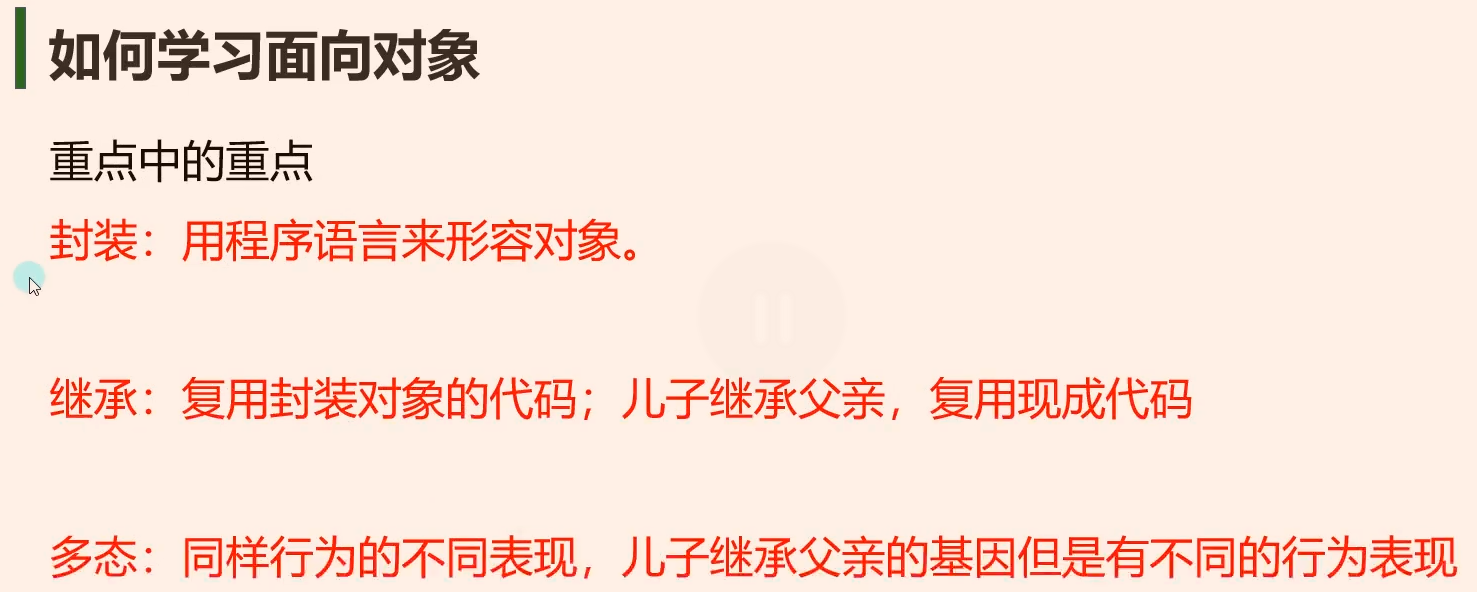 如何学习面向对象
重点中的重点
封装：用程序语言来形容对象。
继承：复用封装对象的代码；儿子继承父亲，复用现成代码
多态：同样行为的不同表现，儿子继承父亲的基因但是有不同的行为表现